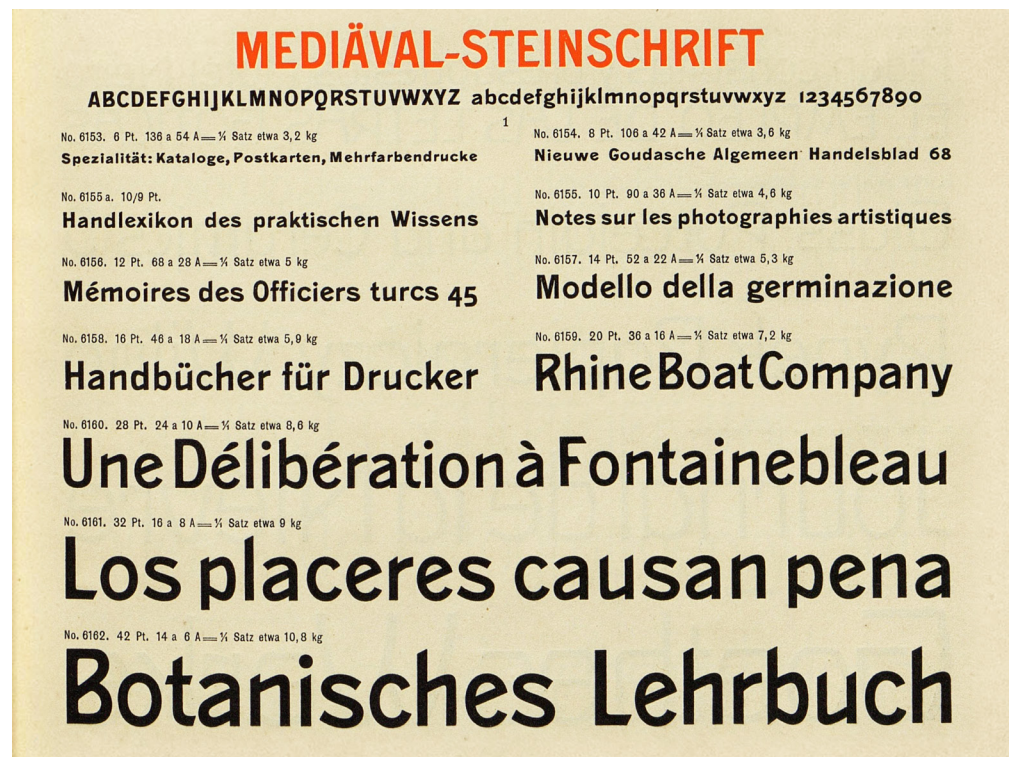 MEDIÄVAL-STEINSCHRIFT
ABCDEFGHIJKLMNOPQRSTUVWXYZ abcdefghijklmnopqrstuvwxyz 1234567890
1
No. 6153. 6 Pt. 136 a 54 A = ¼ Satz etwa 3,2 kg
Spezialität: Kataloge, Postkarten, Mehrfarbendrucke
No. 6154. 8 Pt. 106 a 42 A = ¼ Satz etwa 3,6 kg
Nieuwe Goudasche Algemeen Handelsblad 68
No. 6155 a. 10/9 Pt.
Handlexikon des praktischen Wissens
No. 6155. 10 Pt. 90 a 36 A = ¼ Satz etwa 4,6 kg
Notes sur les photographies artistiques
No. 6156. 12 Pt. 68 a 28 A = ¼ Satz etwa 5 kg
Mémoires des Officiers turcs 45
No. 6157. 14 Pt. 52 a 22 A = ¼ Satz etwa 5,3 kg
Modello della germinazione
No. 6158. 16 Pt. 46 a 18 A = ¼ Satz etwa 5,9 kg
Handbücher für Drucker
No. 6159. 20 Pt. 36 a 16 A = ¼ Satz etwa 7,2 kg
Rhine Boat Company
No. 6160. 28 Pt. 24 a 10 A = ¼ Satz etwa 8,6 kg
Une Délibération à Fontainebleau
No. 6161. 32 Pt. 16 a 8 A = ¼ Satz etwa 9 kg
Los placeres causan pena
No. 6162. 42 Pt. 14 a 6 A = ¼ Satz etwa 10,8 kg
Botanisches Lehrbuch